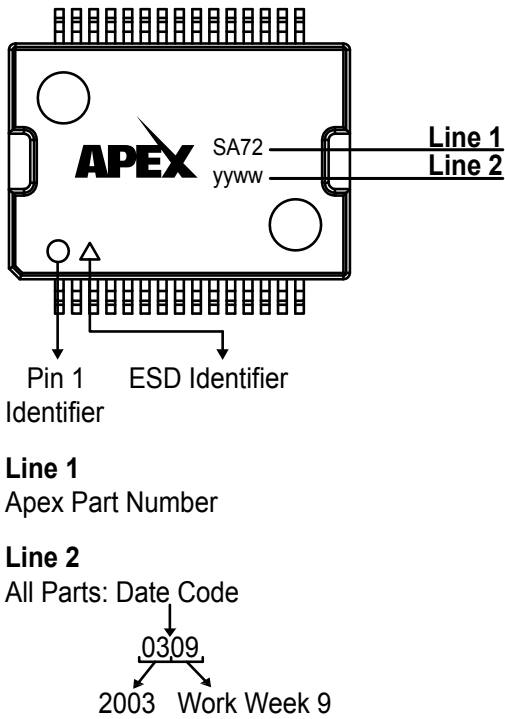 APEX
SA72
yyww
Line 1
Line 2
Pin 1
Identifier
ESD Identifier
Line 1
Apex Part Number
Line 2
All Parts: Date Code
0309
2003 Work Week 9